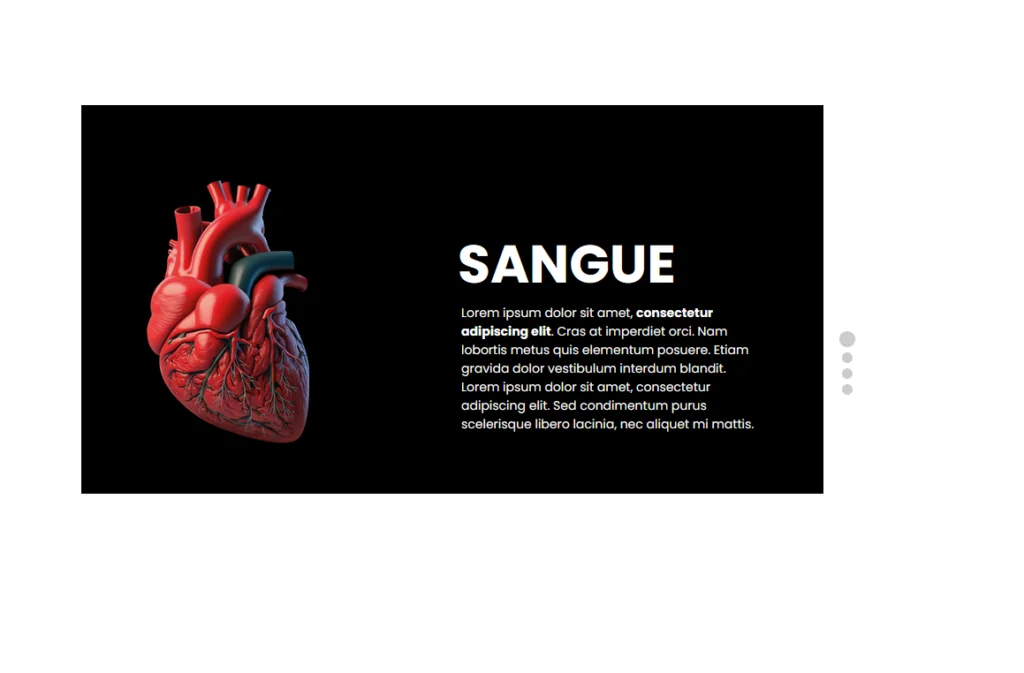 SANGUE
Lorem ipsum dolor sit amet, consectetur
adipiscing elit. Cras at imperdiet orci. Nam
lobortis metus quis elementum posuere. Etiam
gravida dolor vestibulum interdum blandit.
Lorem ipsum dolor sit amet, consectetur
adipiscing elit. Sed condimentum purus
scelerisque libero lacinia, nec aliquet mi mattis.